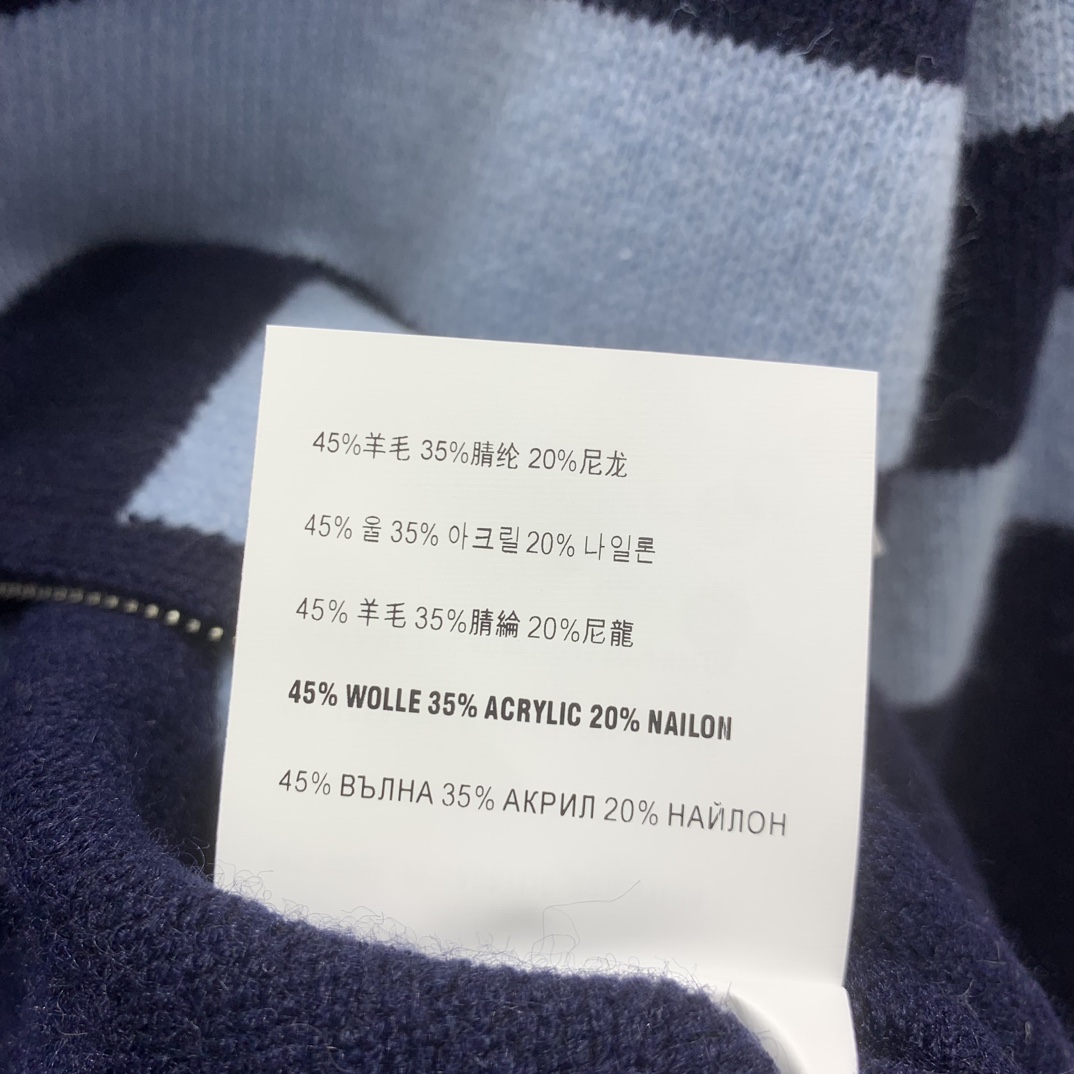 45%羊毛 35%腈纶 20%尼龙
45% 울 35% 아크릴 20% 나일론
45% 羊毛 35%腈綸 20%尼龍
45% WOLLE 35% ACRYLIC 20% NAILON
45% ВЪЛНА 35% АКРИЛ 20% НАЙЛОН